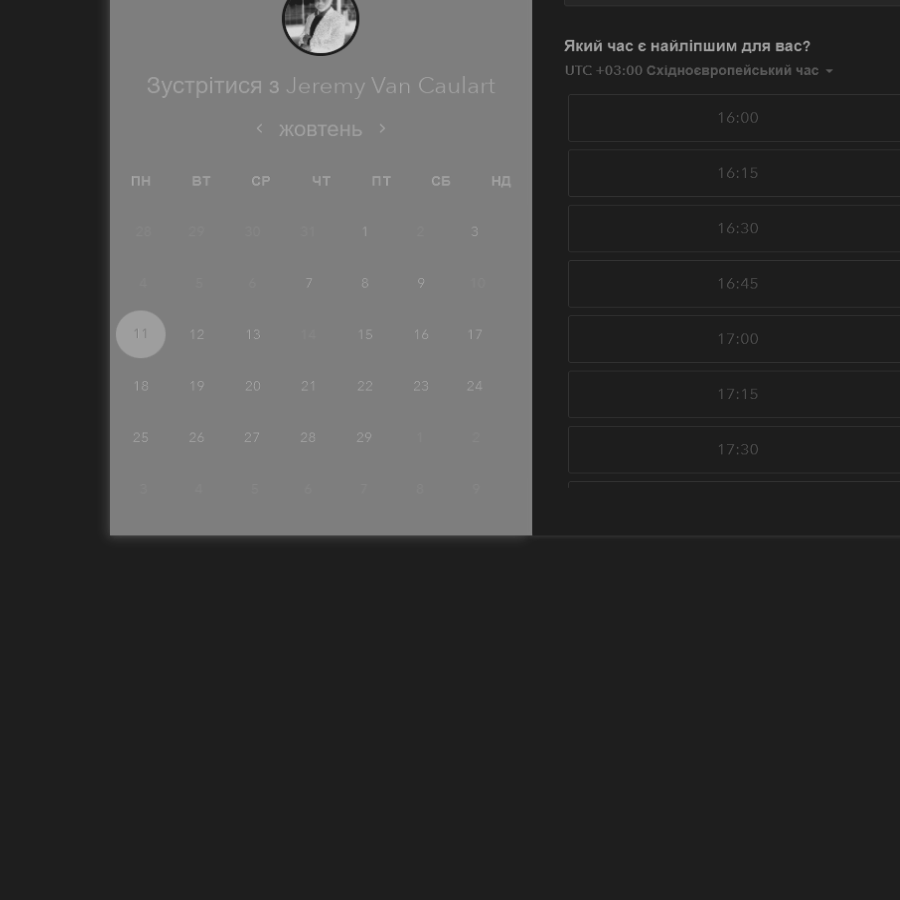 Зустрітися з Jeremy Van Caulart
жовтень
ПН ВТ СР ЧТ ПТ СБ НД
28 29 30 31 1 2 3
4 5 6 7 8 9 10
11 12 13 14 15 16 17
18 19 20 21 22 23 24
25 26 27 28 29 1 2
3 4 5 6 7 8 9
Який час є найліпшим для вас?
UTC +03:00 Східноєвропейський час
16:00
16:15
16:30
16:45
17:00
17:15
17:30